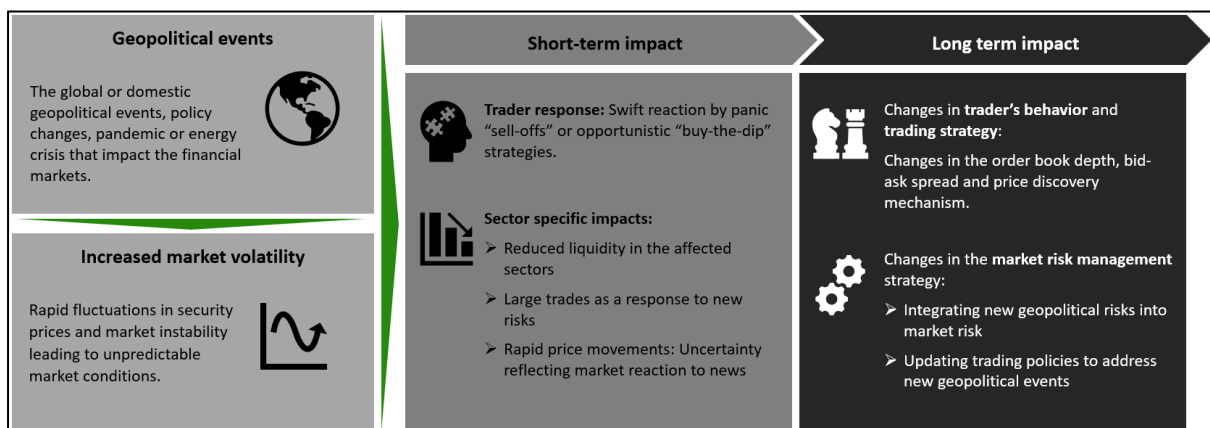 Geopolitical events
The global or domestic
geopolitical events, policy
changes, pandemic or energy
crisis that impact the financial
markets.
Increased market volatility
Rapid fluctuations in security
prices and market instability
leading to unpredictable
market conditions.
Short-term impact
Trader response: Swift reaction by panic
“sell-offs” or opportunistic “buy-the-dip”
strategies.
Sector specific impacts:
➢ Reduced liquidity in the affected
sectors
➢ Large trades as a response to new
risks
➢ Rapid price movements: Uncertainty
reflecting market reaction to news
Long term impact
Changes in trader’s behavior and
trading strategy:
Changes in the order book depth, bid-
ask spread and price discovery
mechanism.
Changes in the market risk management
strategy:
➢ Integrating new geopolitical risks into
market risk
➢ Updating trading policies to address
new geopolitical events